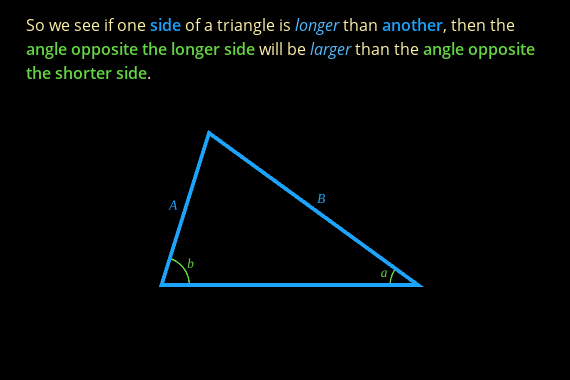 So we see if one side of a triangle is longer than another, then the
angle opposite the longer side will be larger than the angle opposite
the shorter side.
A
B
b
a